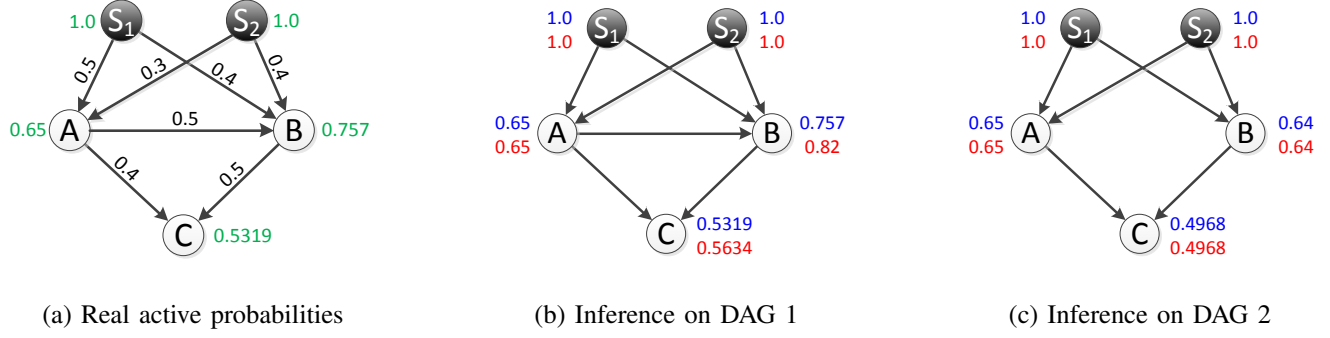 1.0 S1 S2 1.0
0.5 0.3 0.4 0.4
0.65 A 0.5 B 0.757
0.4 0.5
C 0.5319
(a) Real active probabilities
1.0 S1 S2 1.0
1.0 1.0
0.65 A B 0.757
0.65 0.82
C 0.5319
0.5634
(b) Inference on DAG 1
1.0 S1 S2 1.0
1.0 1.0
0.65 A B 0.64
0.65 0.64
C 0.4968
0.4968
(c) Inference on DAG 2